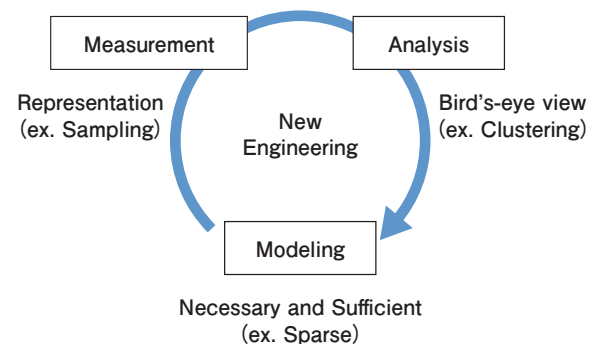 Measurement
Analysis
Representation
(ex. Sampling)
New
Engineering
Bird's-eye view
(ex. Clustering)
Modeling
Necessary and Sufficient
(ex. Sparse)